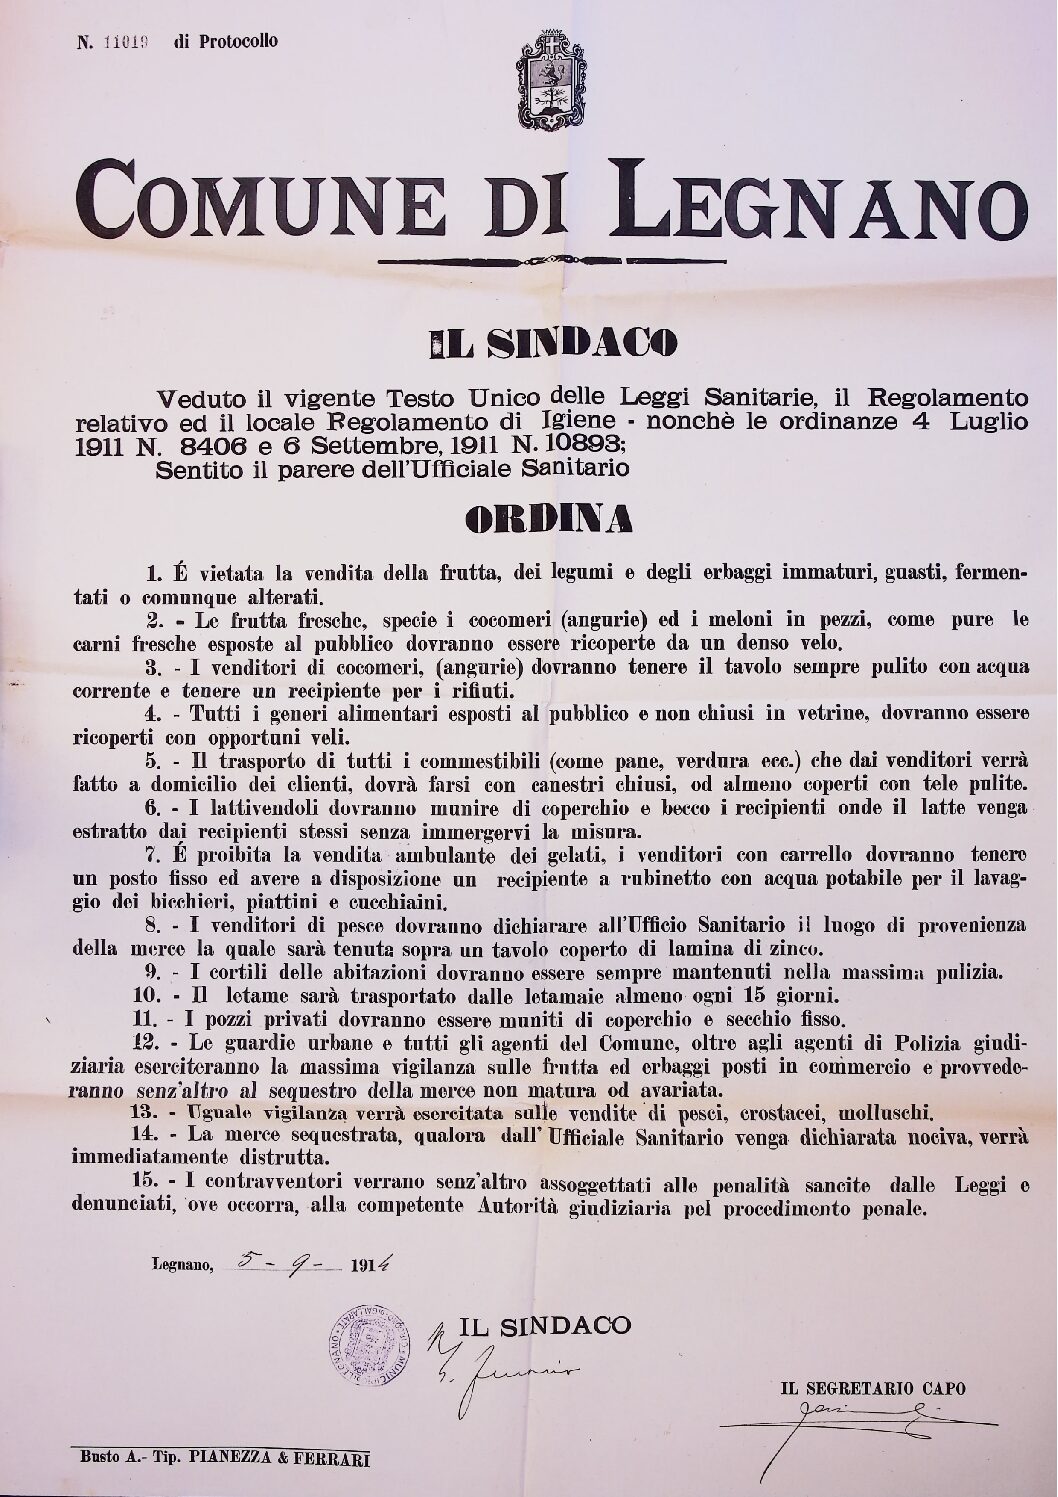 N. 11019 di Protocollo
COMUNE DI LEGNANO
IL SINDACO
Veduto il vigente Testo Unico delle Leggi Sanitarie, il Regolamento
relativo ed il locale Regolamento di Igiene - nonchè le ordinanze 4 Luglio
1911 N. 8406 e 6 Settembre, 1911 N. 10893;
Sentito il parere dell'Ufficiale Sanitario
ORDINA
1. É vietata la vendita della frutta, dei legumi e degli erbaggi immaturi, guasti, fermen-
tati o comunque alterati.
2. - Le frutta fresche, specie i cocomeri (angurie) ed i meloni in pezzi, come pure le
carni fresche esposte al pubblico dovranno essere ricoperte da un denso velo.
3. - I venditori di cocomeri, (angurie) dovranno tenere il tavolo sempre pulito con acqua
corrente e tenere un recipiente per i rifiuti.
4. - Tutti i generi alimentari esposti al pubblico e non chiusi in vetrine, dovranno essere
ricoperti con opportuni veli.
5. - Il trasporto di tutti i commestibili (come pane, verdura ecc.) che dai venditori verrà
fatto a domicilio dei clienti, dovrà farsi con canestri chiusi, od almeno coperti con tele pulite.
6. - I lattivendoli dovranno munire di coperchio e becco i recipienti onde il latte venga
estratto dai recipienti stessi senza immergervi la misura.
7. É proibita la vendita ambulante dei gelati, i venditori con carrello dovranno tenere
un posto fisso ed avere a disposizione un recipiente a rubinetto con acqua potabile per il lavag-
gio dei bicchieri, piattini e cucchiaini.
8. - I venditori di pesce dovranno dichiarare all'Ufficio Sanitario il luogo di provenienza
della merce la quale sarà tenuta sopra un tavolo coperto di lamina di zinco.
9. - I cortili delle abitazioni dovranno essere sempre mantenuti nella massima pulizia.
10. - Il letame sarà trasportato dalle letamaie almeno ogni 15 giorni.
11. - I pozzi privati dovranno essere muniti di coperchio e secchio fisso.
12. - Le guardie urbane e tutti gli agenti del Comune, oltre agli agenti di Polizia giudi-
ziaria eserciteranno la massima vigilanza sulle frutta ed erbaggi posti in commercio e provvede-
ranno senz'altro al sequestro della merce non matura od avariata.
13. - Uguale vigilanza verrà esercitata sulle vendite di pesci, crostacei, molluschi.
14. - La merce sequestrata, qualora dall'Ufficiale Sanitario venga dichiarata nociva, verrà
immediatamente distrutta.
15. - I contravventori verrano senz'altro assoggettati alle penalità sancite dalle Leggi e
denunciati, ove occorra, alla competente Autorità giudiziaria pel procedimento penale.
Legnano, 5 - 9 - 1914
IL SINDACO
IL SEGRETARIO CAPO
Busto A.- Tip. PIANEZZA & FERRARI